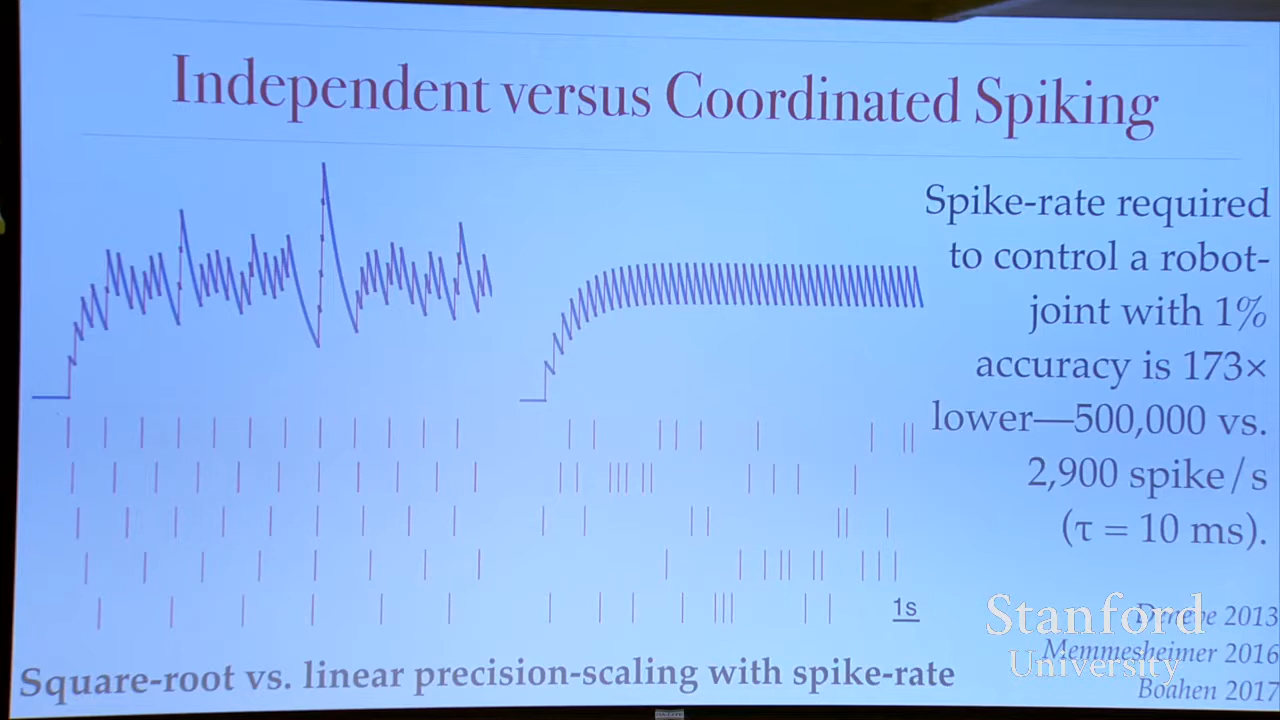 Independent versus Coordinated Spiking
Spike-rate required
to control a robot-
joint with 1%
accuracy is 173×
lower—500,000 vs.
2,900 spike/s
(τ = 10 ms).
1s
Square-root vs. linear precision-scaling with spike-rate
Deneve 2013
Memmesheimer 2016
Boahen 2017
Stanford
University